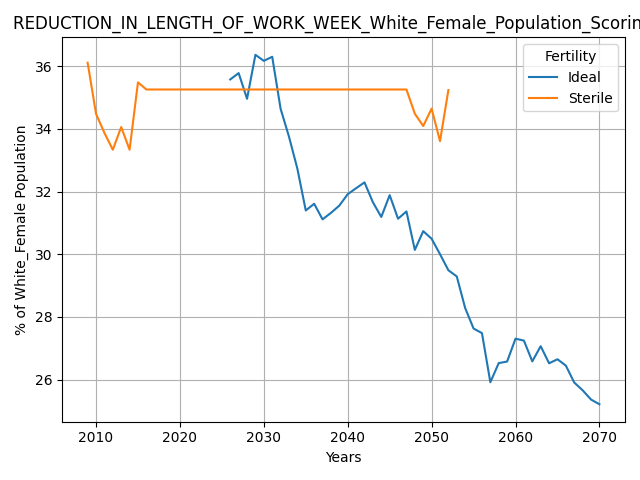 REDUCTION_IN_LENGTH_OF_WORK_WEEK_White_Female_Population_Scorin
Fertility
Ideal
Sterile
% of White_Female Population
36
34
32
30
28
26
2010
2020
2030
2040
2050
2060
2070
Years